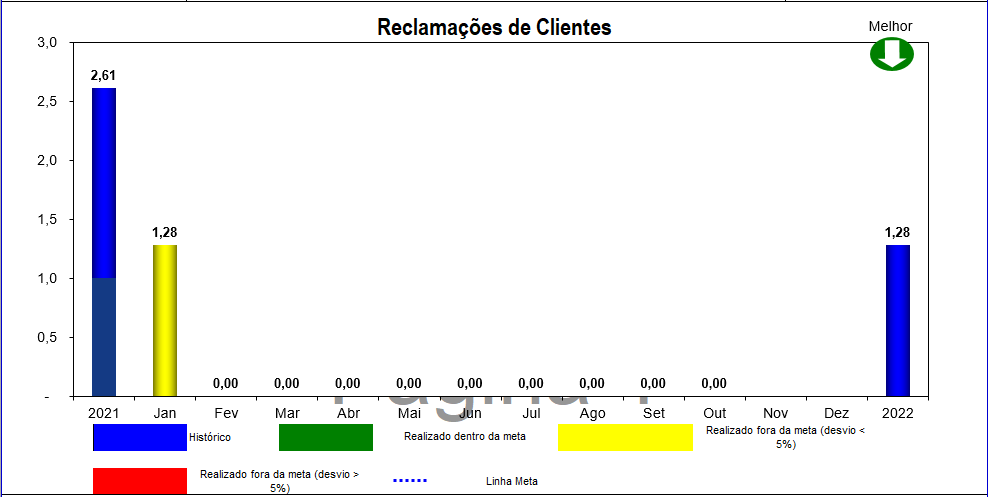 Reclamações de Clientes
Melhor
3,0
2,5
2,0
1,5
1,0
0,5
-
2,61
1,28
0,00 0,00 0,00 0,00 0,00 0,00 0,00 0,00 0,00
1,28
2021 Jan Fev Mar Abr Mai Jun Jul Ago Set Out Nov Dez 2022
Histórico
Realizado dentro da meta
Realizado fora da meta (desvio <
5%)
Realizado fora da meta (desvio >
5%)
Linha Meta